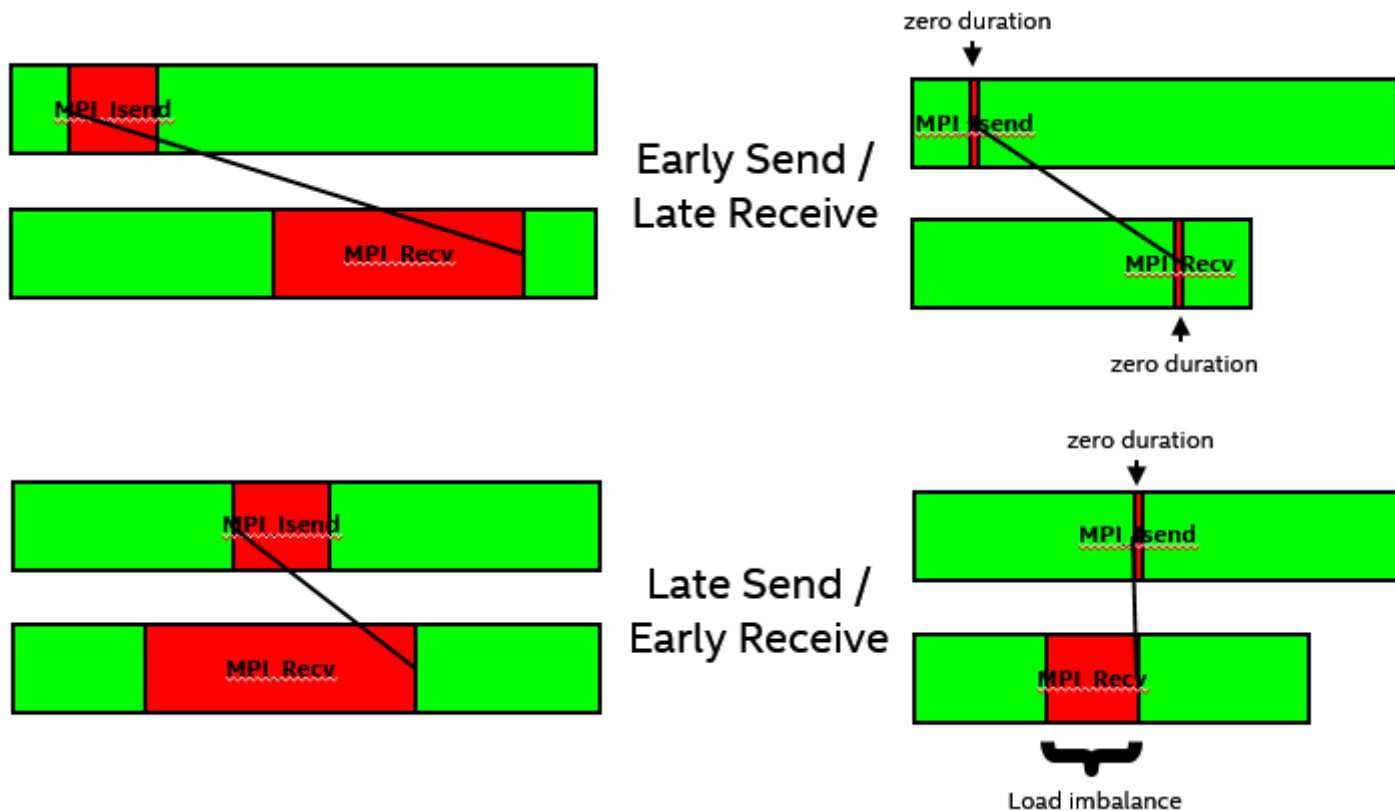 zero duration
MPI_Isend
MPI_Isend
Early Send /
Late Receive
MPI_Recv
MPI_Recv
zero duration
zero duration
MPI_Isend
MPI_Isend
Late Send /
Early Receive
MPI_Recv
MPI_Recv
Load imbalance